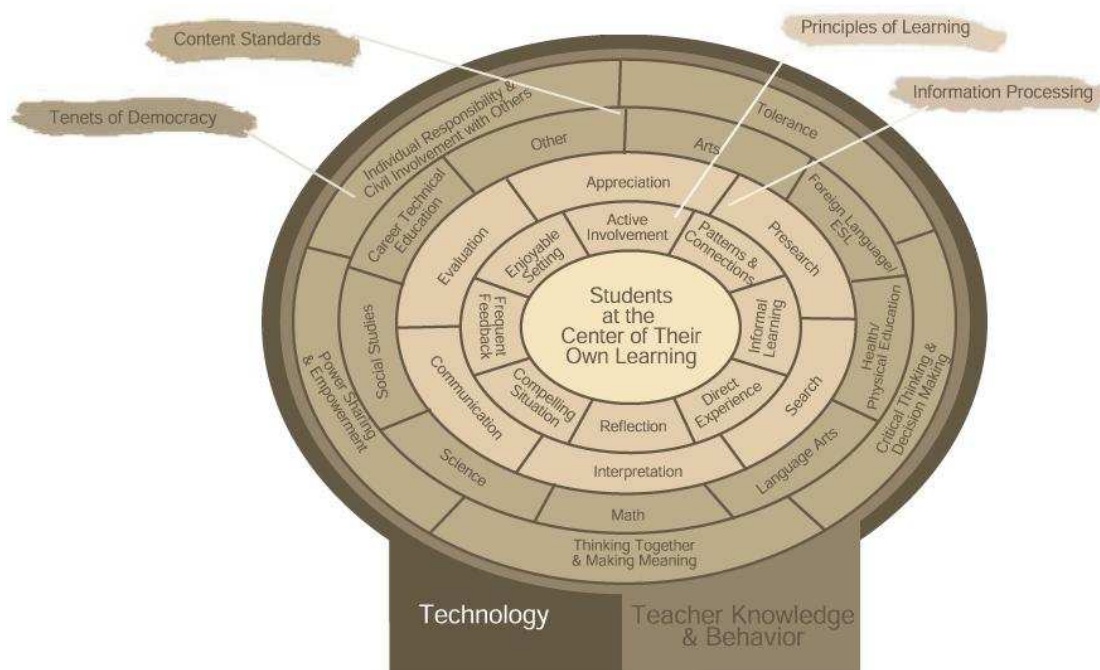 Content Standards
Principles of Learning
Tenets of Democracy
Information Processing
Individual Responsibility &
Civil Involvement with Others
Tolerance
Critical Thinking &
Decision Making
Thinking Together
& Making Meaning
Power Sharing
& Empowerment
Other
Arts
Foreign Language/
ESL
Health/
Physical Education
Language Arts
Math
Science
Social Studies
Career Technical
Education
Appreciation
Presearch
Search
Interpretation
Communication
Evaluation
Active
Involvement
Patterns &
Connections
Informal
Learning
Direct
Experience
Reflection
Compelling
Situation
Frequent
Feedback
Enjoyable
Setting
Students
at the
Center of Their
Own Learning
Technology
Teacher Knowledge
& Behavior